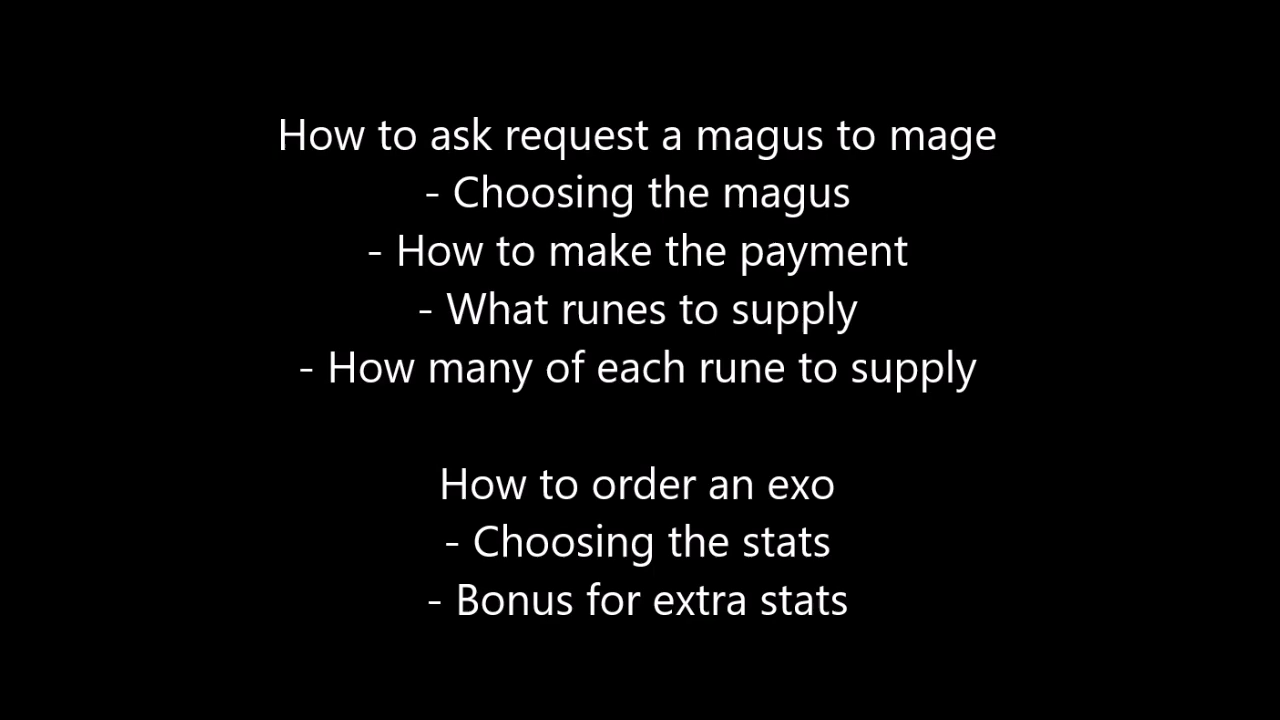 How to ask request a magus to mage
- Choosing the magus
- How to make the payment
- What runes to supply
- How many of each rune to supply
How to order an exo
- Choosing the stats
- Bonus for extra stats